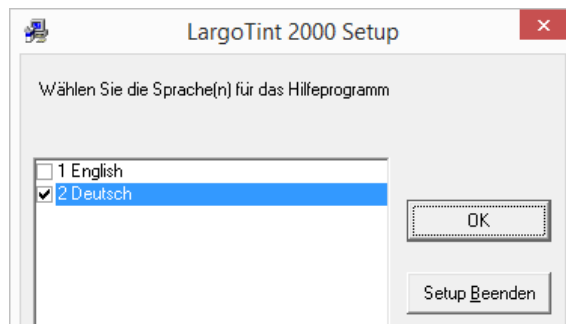 LargoTint 2000 Setup
Wählen Sie die Sprache(n) für das Hilfeprogramm
1 English
2 Deutsch
OK
Setup Beenden